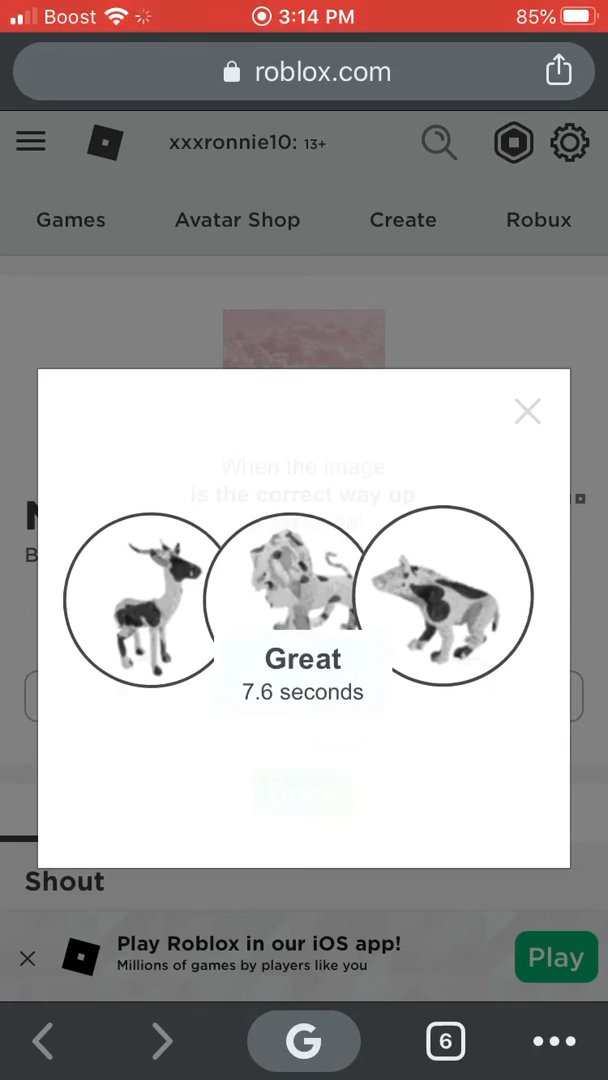 Boost 3:14 PM 85%
roblox.com
xxxronnie10: 13+
Games Avatar Shop Create Robux
When the image
is the correct way up
N
B
Great
7.6 seconds
Shout
Play Roblox in our iOS app!
Millions of games by players like you
Play
G 6